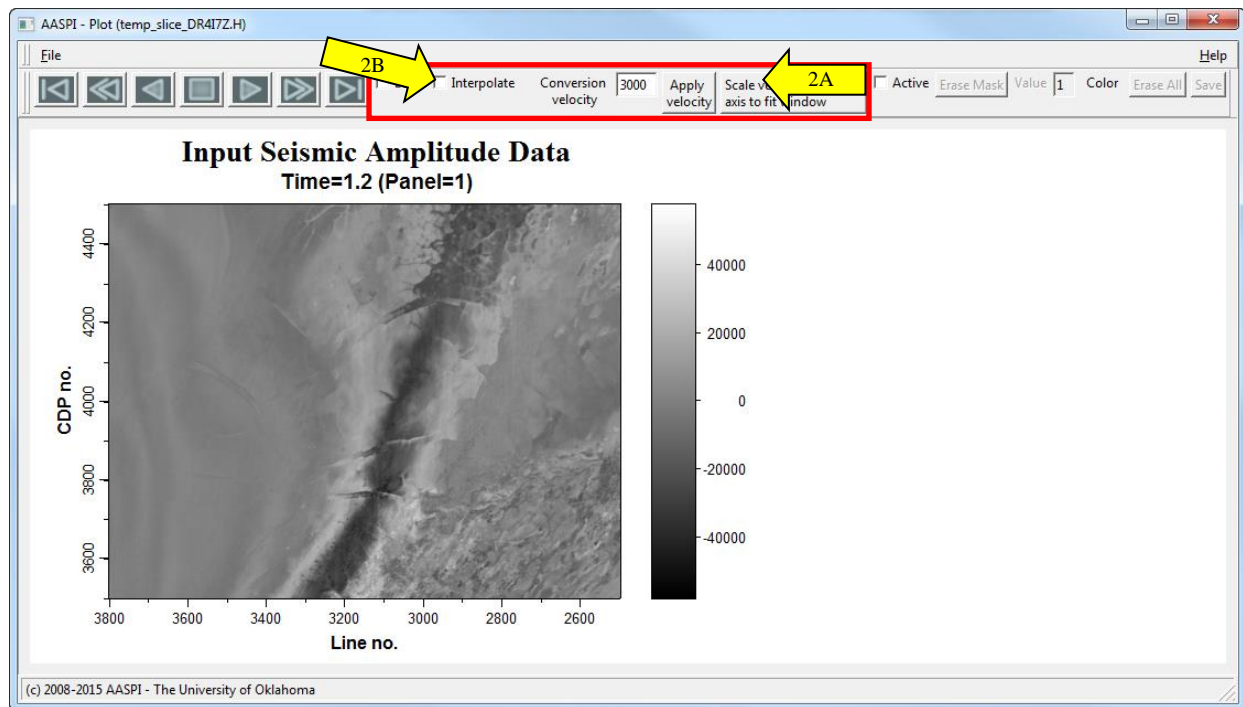 AASPI - Plot (temp_slice_DR4I7Z.H)
File Help
2B
Interpolate
Conversion velocity
3000
Apply velocity
Scale
axis to fit window
2A
Active
Erase Mask
Value
1
Color
Erase All
Save
Input Seismic Amplitude Data
Time=1.2 (Panel=1)
CDP no.
4400
4200
4000
3800
3600
40000
20000
0
-20000
-40000
3800 3600 3400 3200 3000 2800 2600
Line no.
(c) 2008-2015 AASPI - The University of Oklahoma